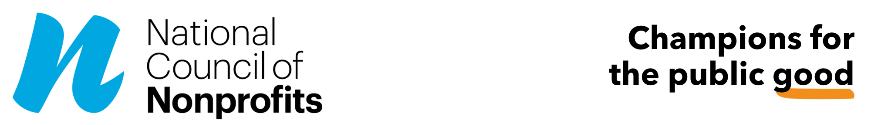 National
Council of
Nonprofits
Champions for
the public good